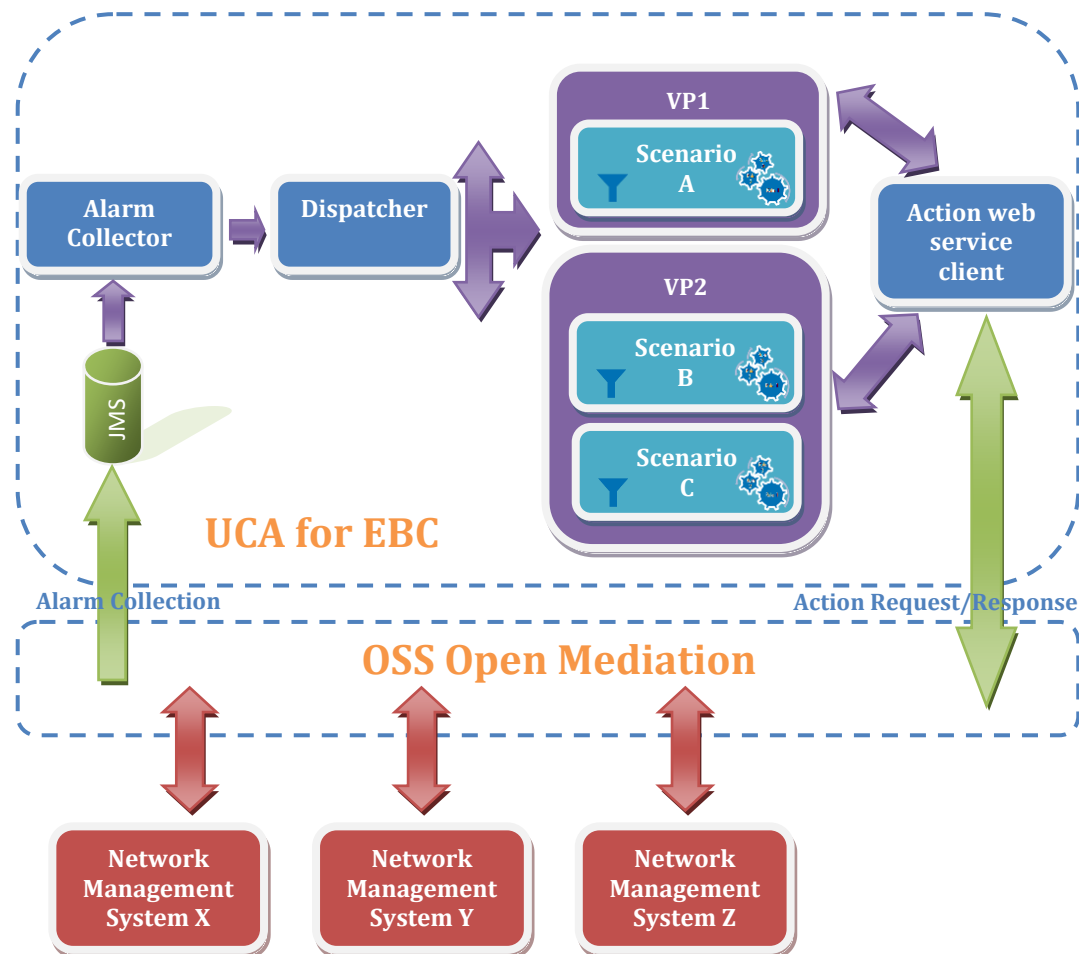 VP1
Scenario
A
Alarm
Collector
Dispatcher
Action web
service
client
VP2
Scenario
B
JMS
Scenario
C
UCA for EBC
Alarm Collection
Action Request/Response
OSS Open Mediation
Network
Management
System X
Network
Management
System Y
Network
Management
System Z